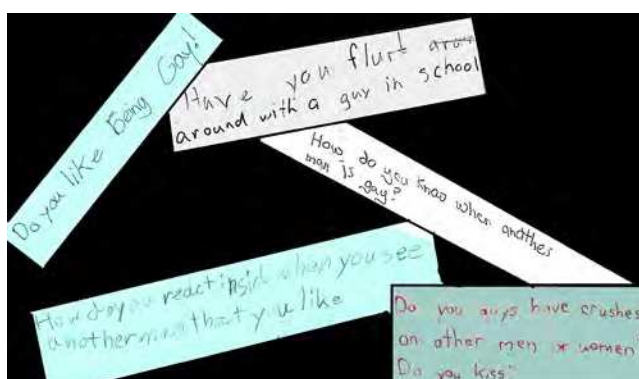 Do you like Being Gay!
Have you flurt arou
around with a guy in school
How do you know when another
man is gay?
How do you react inside when you see
another man that you like
Do you guys have crushes
on other men or women
Do you kiss?